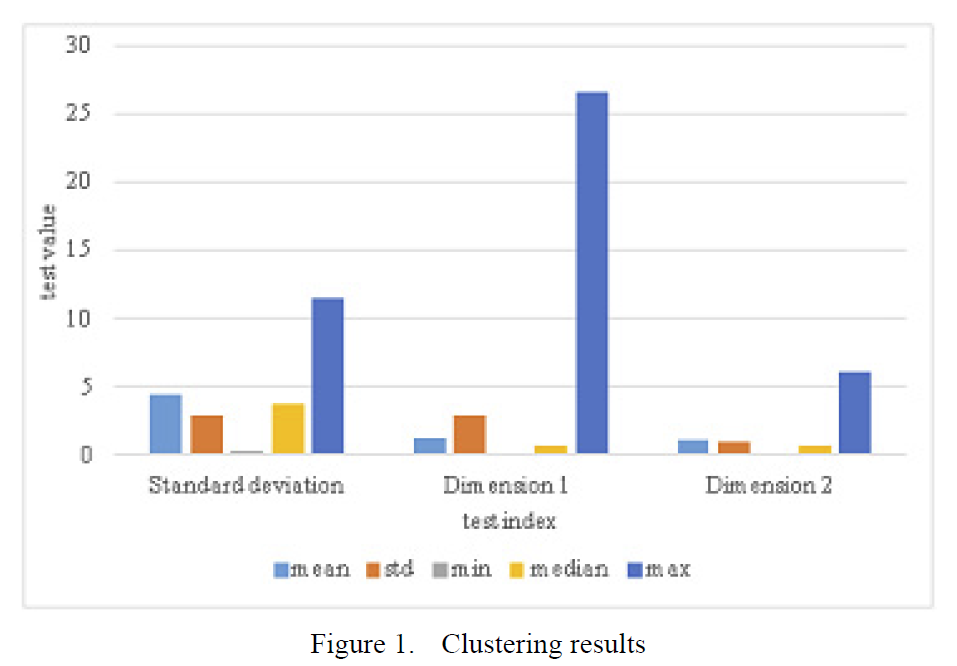 30
25
20
15
10
5
0
test value
Standard deviation Dimension 1 Dimension 2
test index
mean std min median max
Figure 1. Clustering results